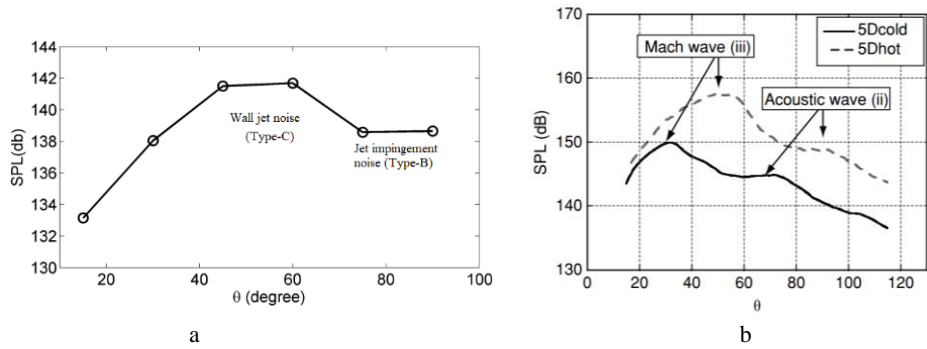 144
142
140
138
136
134
132
130
SPL(db)
Wall jet noise
(Type-C)
Jet impingement
noise (Type-B)
20
40
60
80
100
θ (degree)
a
170
160
150
140
130
SPL (dB)
Mach wave (iii)
5Dcold
5Dhot
Acoustic wave (ii)
0
20
40
60
80
100
120
θ
b